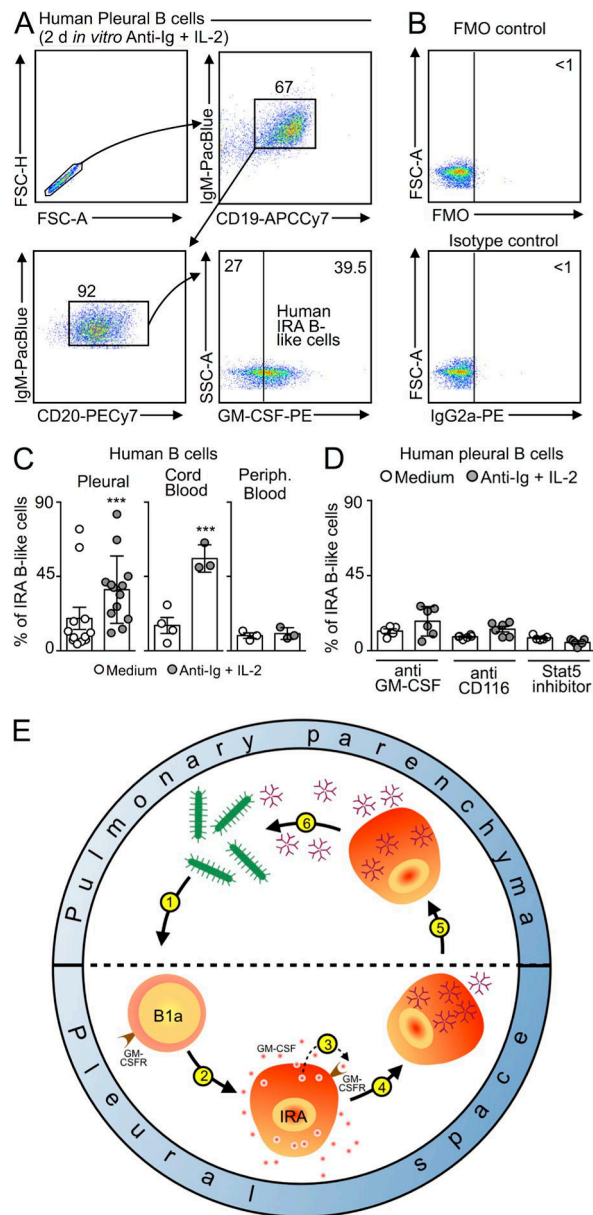 A
Human Pleural B cells
(2 d in vitro Anti-Ig + IL-2)
FSC-H
FSC-A
67
IgM-PacBlue
CD19-APCCy7
92
IgM-PacBlue
CD20-PECy7
27
39.5
Human
IRA B-
like cells
SSC-A
GM-CSF-PE
B
FMO control
<1
FSC-A
FMO
Isotype control
<1
FSC-A
IgG2a-PE
C
Human B cells
Pleural
Cord
Blood
Periph.
Blood
***
***
% of IRA B-like cells
90
45
0
Medium
Anti-Ig + IL-2
D
Human pleural B cells
Medium
Anti-Ig + IL-2
% of IRA B-like cells
90
45
0
anti
GM-CSF
anti
CD116
Stat5
inhibitor
E
Pulmonary parenchyma
6
1
5
B1a
GM-
CSFR
2
GM-CSF
3
GM-
CSFR
IRA
4
Pleural space